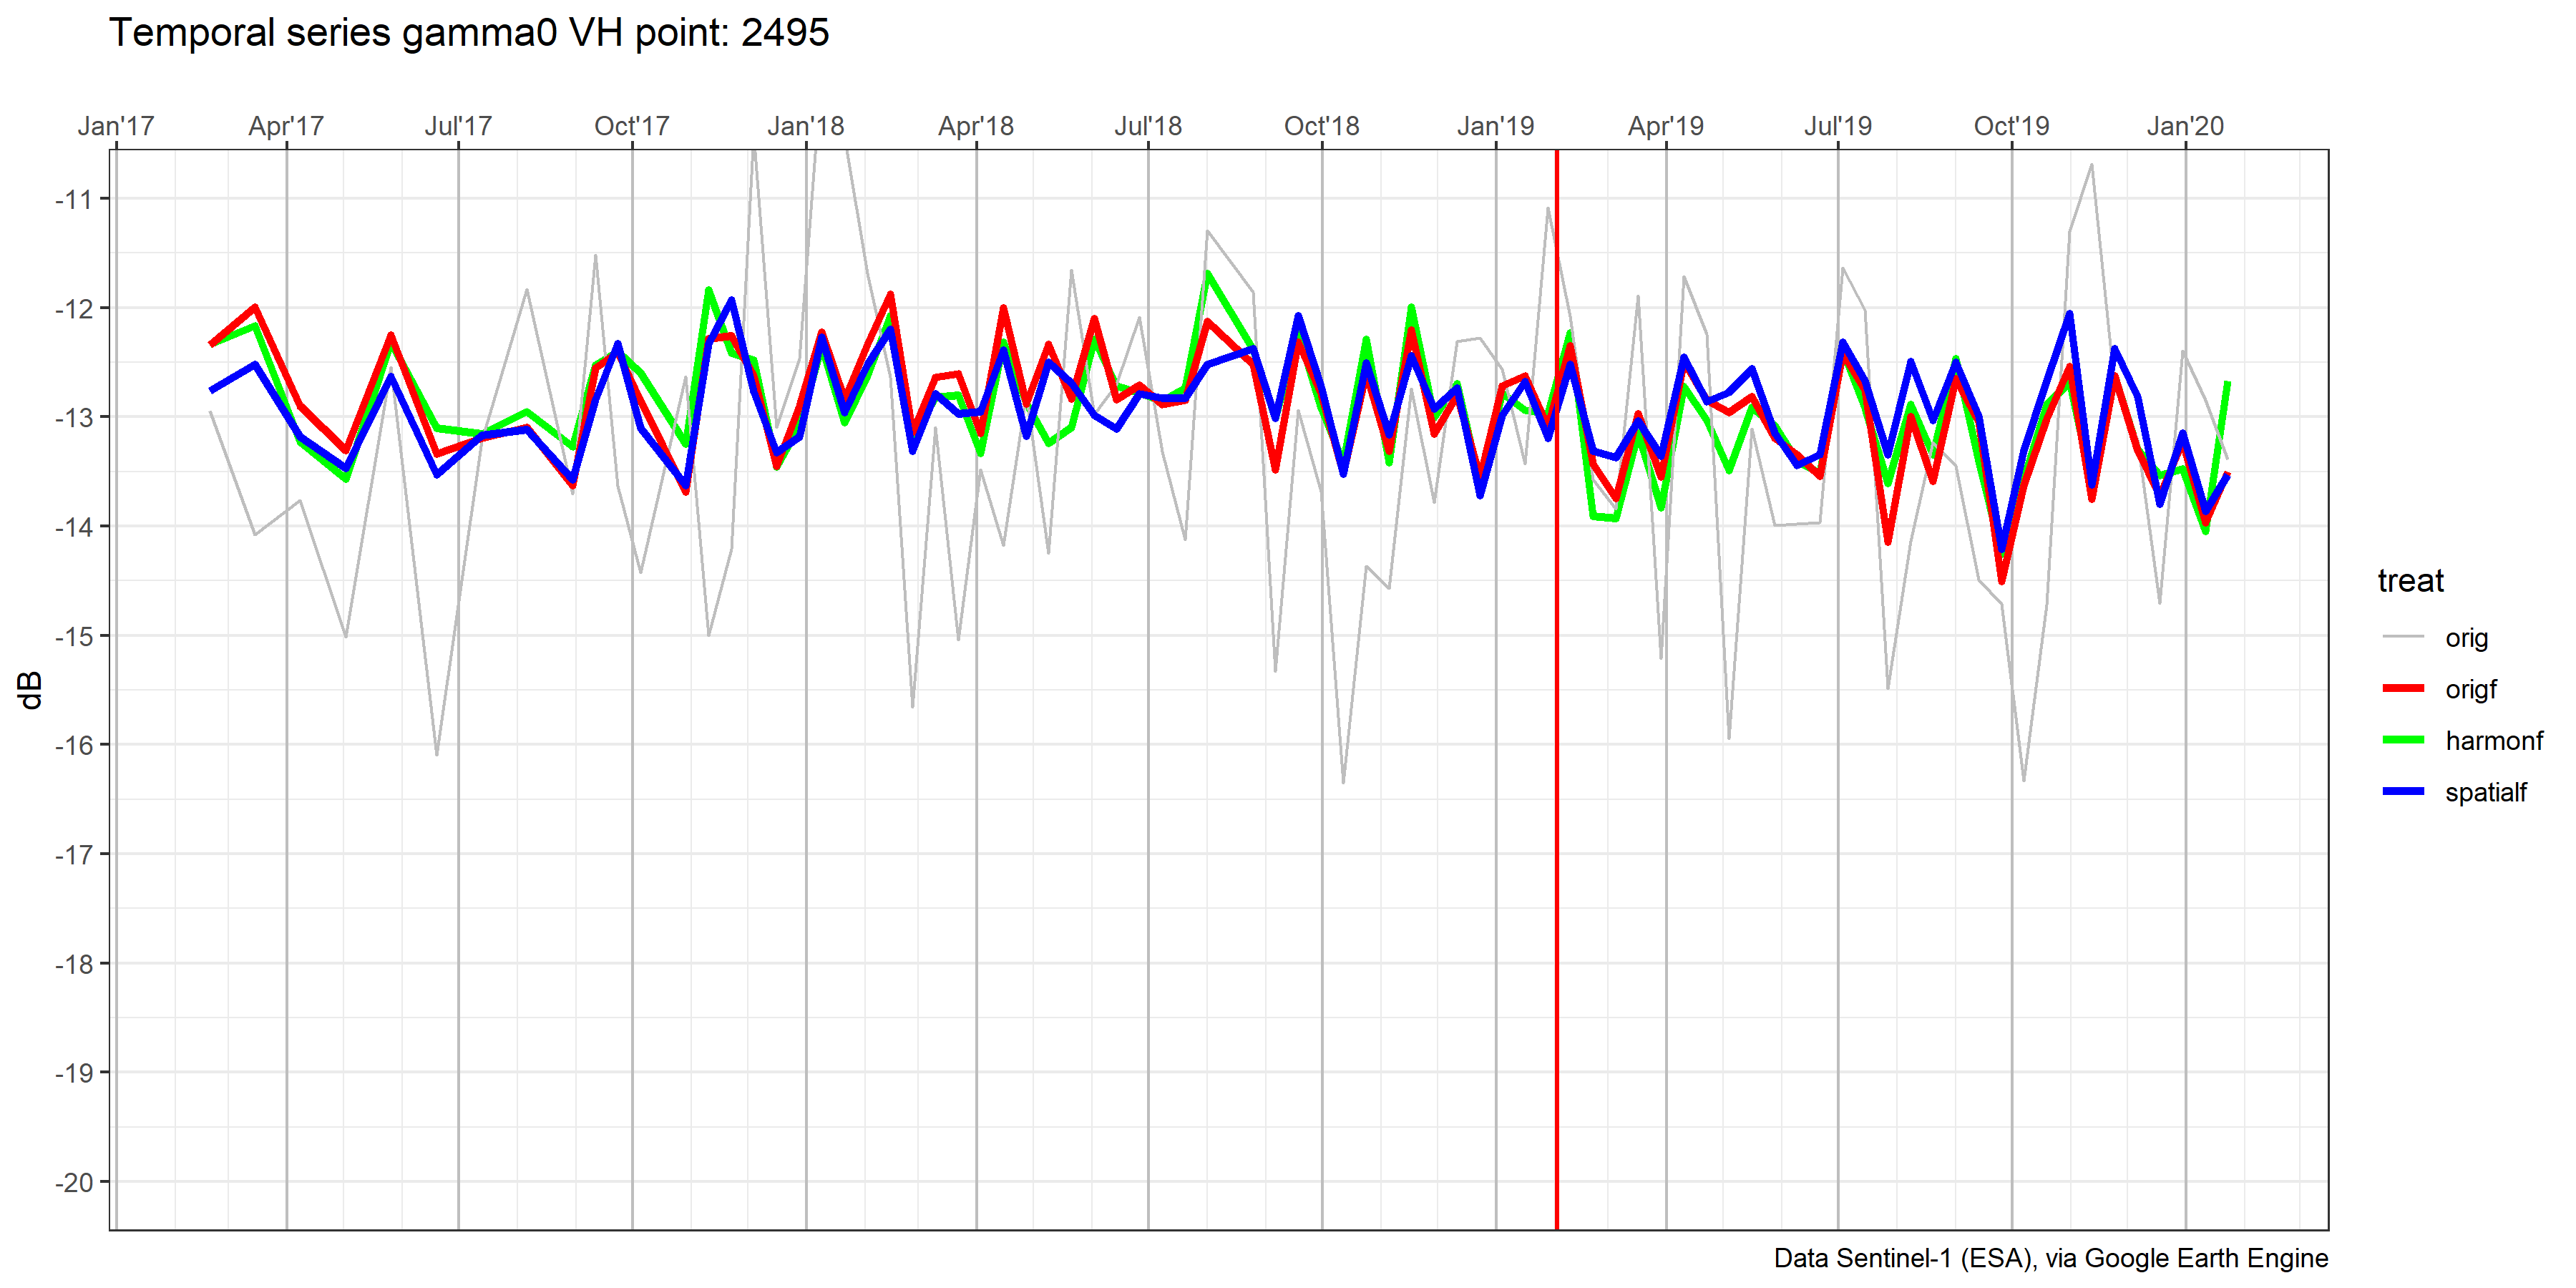 Temporal series gamma0 VH point: 2495
Jan'17 Apr'17 Jul'17 Oct'17 Jan'18 Apr'18 Jul'18 Oct'18 Jan'19 Apr'19 Jul'19 Oct'19 Jan'20
-11
-12
-13
-14
-15
-16
-17
-18
-19
-20
dB
treat
orig
origf
harmonf
spatialf
Data Sentinel-1 (ESA), via Google Earth Engine